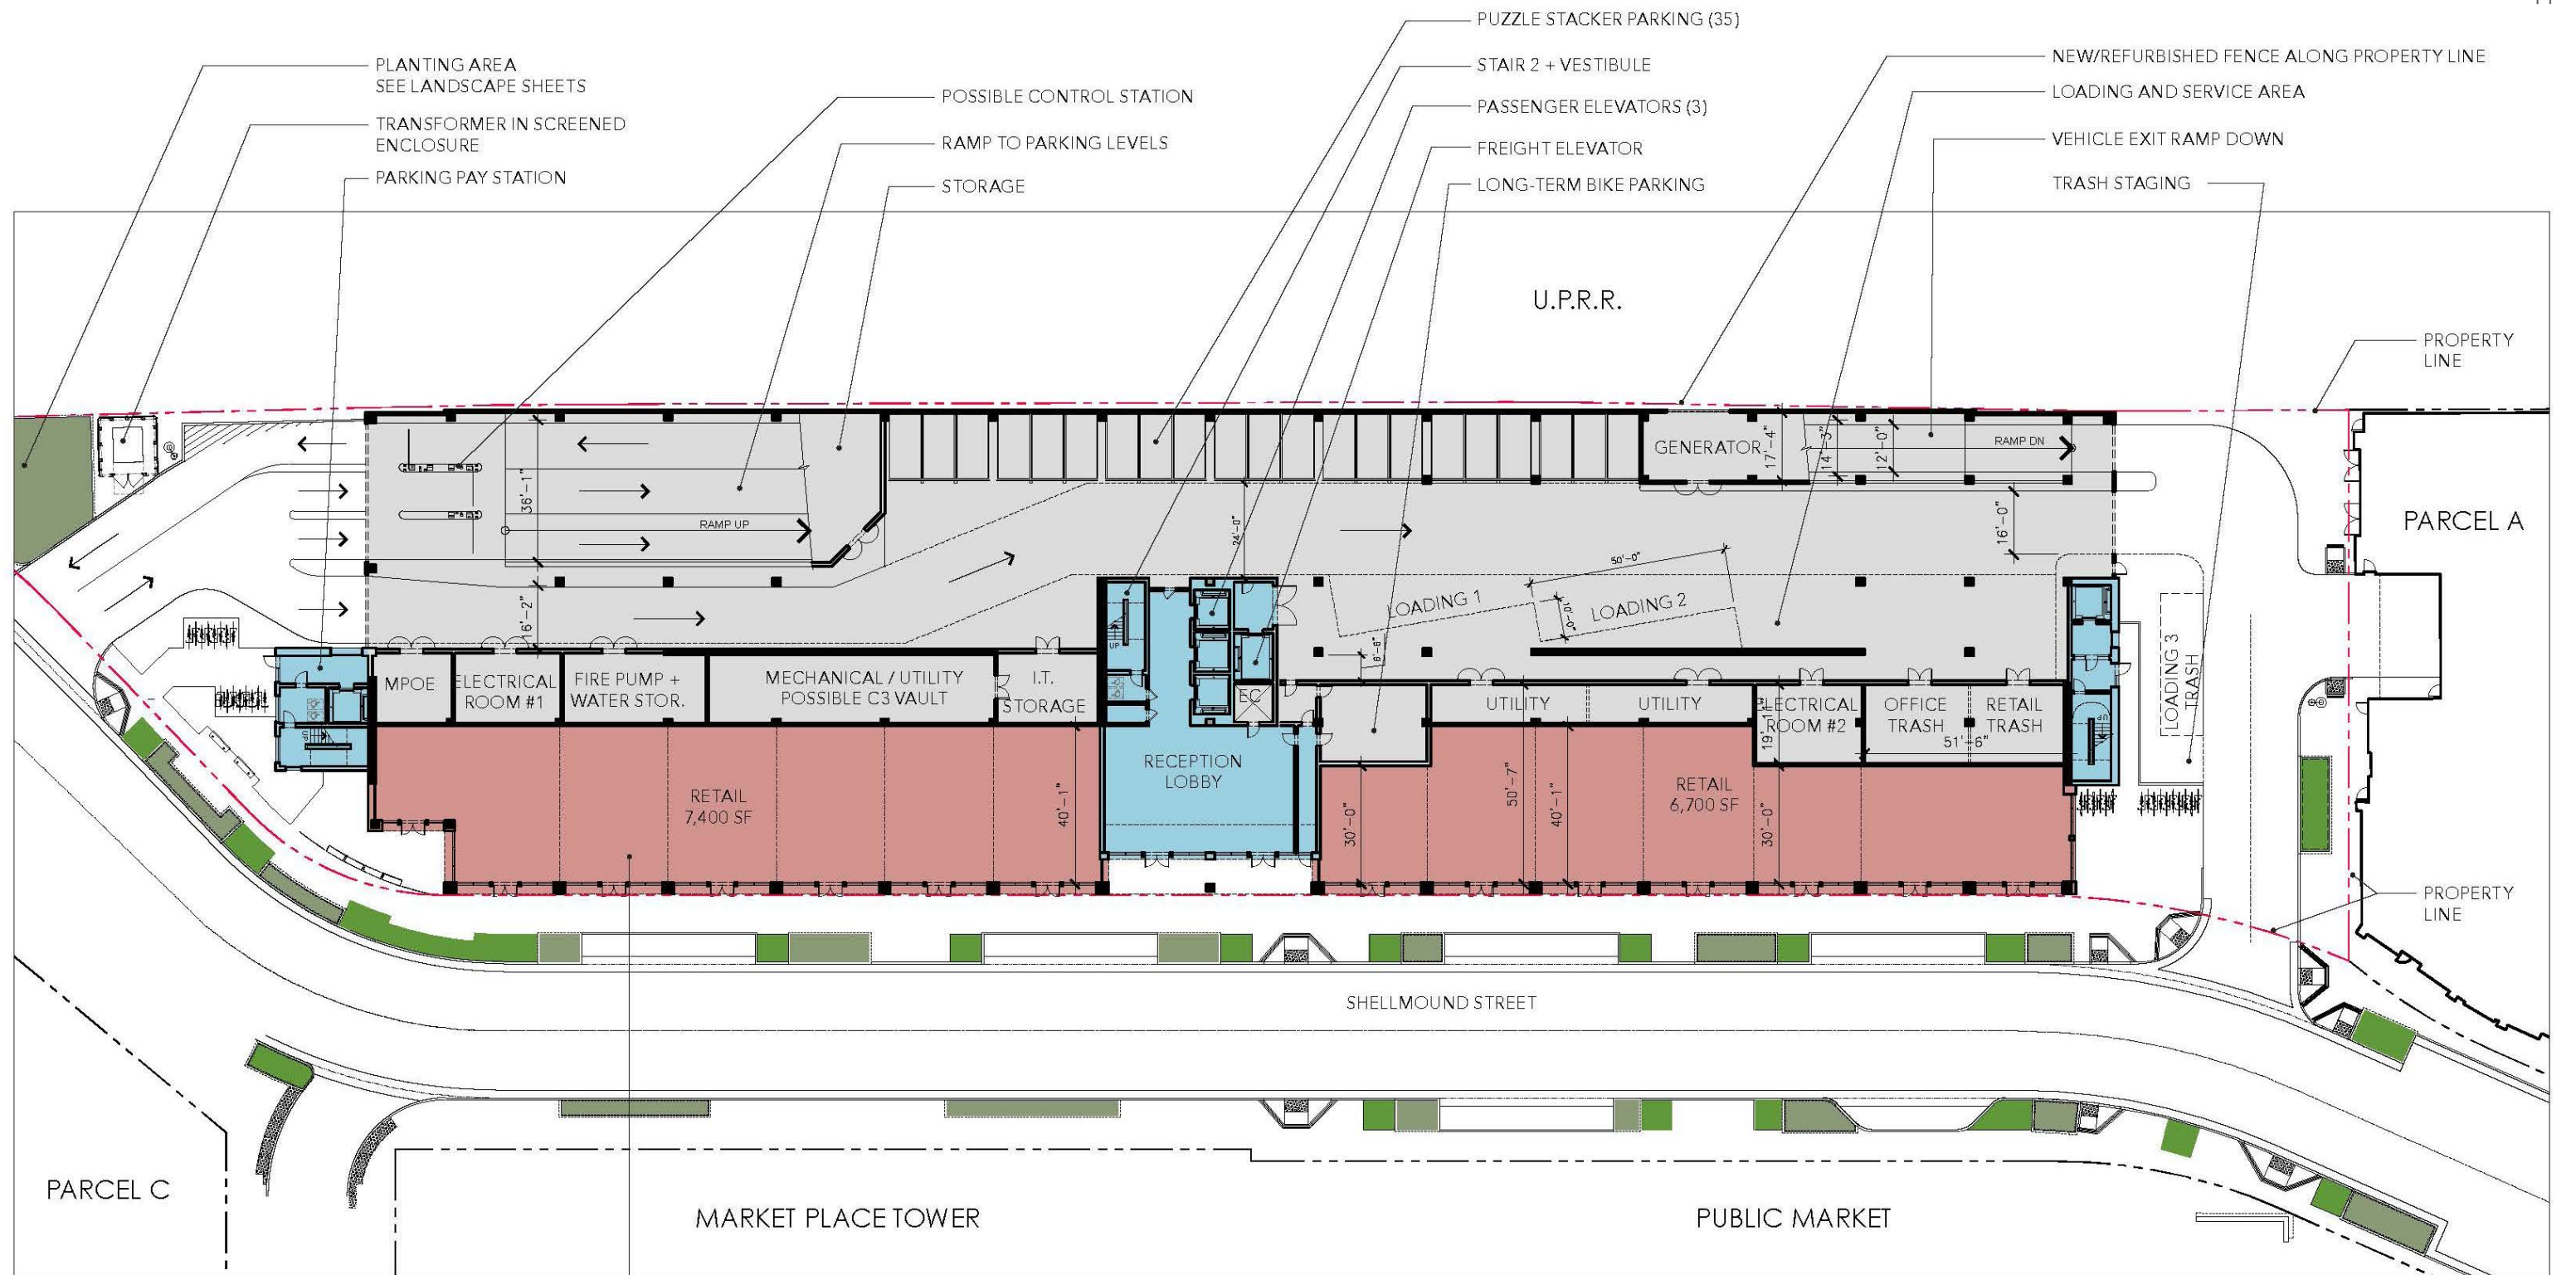 PUZZLE STACKER PARKING (35)
STAIR 2 + VESTIBULE
PASSENGER ELEVATORS (3)
FREIGHT ELEVATOR
LONG-TERM BIKE PARKING
NEW/REFURBISHED FENCE ALONG PROPERTY LINE
LOADING AND SERVICE AREA
VEHICLE EXIT RAMP DOWN
TRASH STAGING
PLANTING AREA
SEE LANDSCAPE SHEETS
TRANSFORMER IN SCREENED
ENCLOSURE
PARKING PAY STATION
POSSIBLE CONTROL STATION
RAMP TO PARKING LEVELS
STORAGE
U.P.R.R.
PROPERTY
LINE
GENERATOR
17'-4"
14'-3"
12'-0"
RAMP DN
36'-1"
RAMP UP
24'-0"
16'-0"
PARCEL A
50'-0"
LOADING 1
LOADING 2
16'-2"
6'-6"
UP
LOADING 3
TRASH
MPOE
ELECTRICAL
ROOM #1
FIRE PUMP +
WATER STOR.
MECHANICAL / UTILITY
POSSIBLE C3 VAULT
I.T.
STORAGE
EC
UTILITY
UTILITY
ELECTRICAL
ROOM #2
OFFICE
TRASH
RETAIL
TRASH
51'-6"
UP
UP
RECEPTION
LOBBY
RETAIL
7,400 SF
40'-1"
30'-0"
50'-7"
40'-1"
RETAIL
6,700 SF
30'-0"
PROPERTY
LINE
SHELLMOUND STREET
PARCEL C
MARKET PLACE TOWER
PUBLIC MARKET